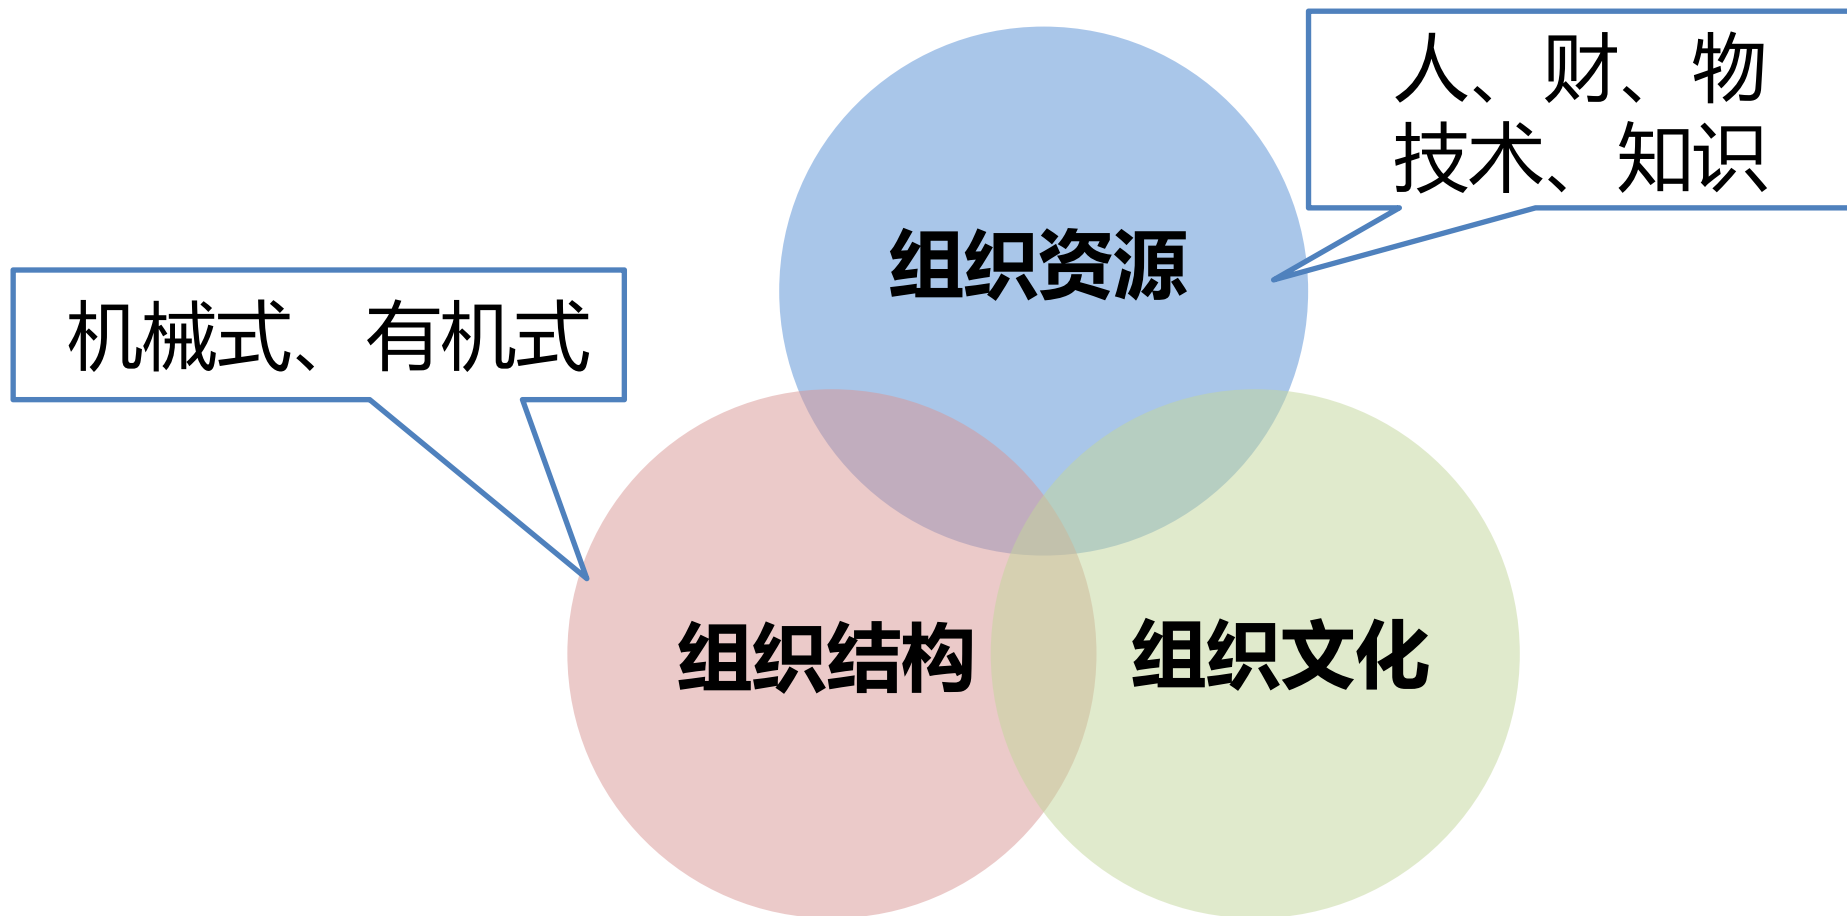 人、财、物
技术、知识
组织资源
机械式、有机式
组织结构
组织文化